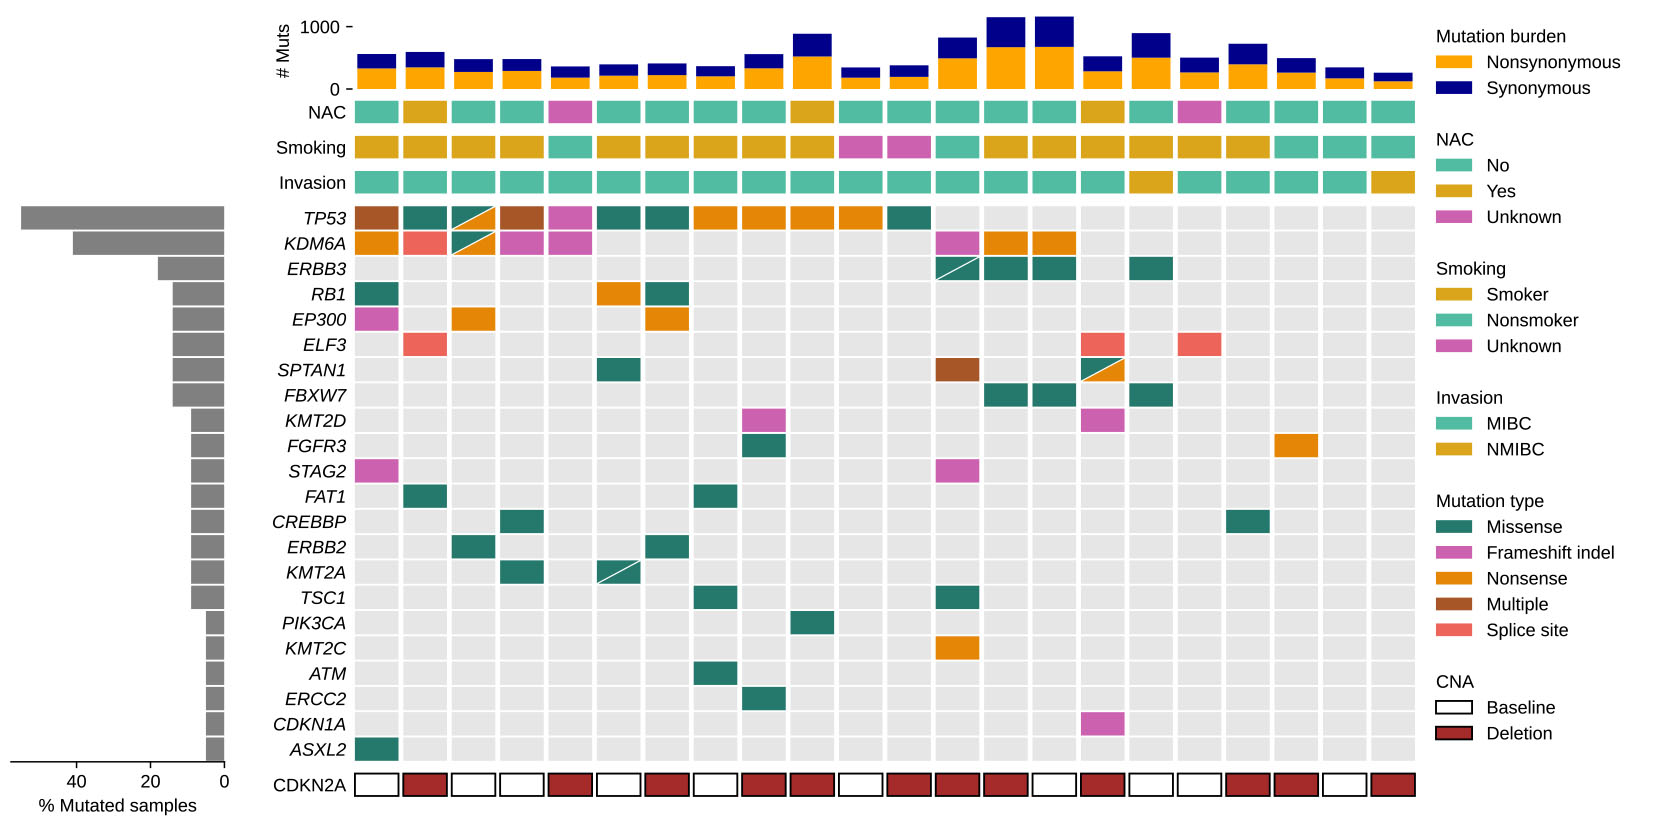 # Muts
1000
0
NAC
Smoking
Invasion
TP53
KDM6A
ERBB3
RB1
EP300
ELF3
SPTAN1
FBXW7
KMT2D
FGFR3
STAG2
FAT1
CREBBP
ERBB2
KMT2A
TSC1
PIK3CA
KMT2C
ATM
ERCC2
CDKN1A
ASXL2
CDKN2A
40 20 0
% Mutated samples
Mutation burden
Nonsynonymous
Synonymous
NAC
No
Yes
Unknown
Smoking
Smoker
Nonsmoker
Unknown
Invasion
MIBC
NMIBC
Mutation type
Missense
Frameshift indel
Nonsense
Multiple
Splice site
CNA
Baseline
Deletion